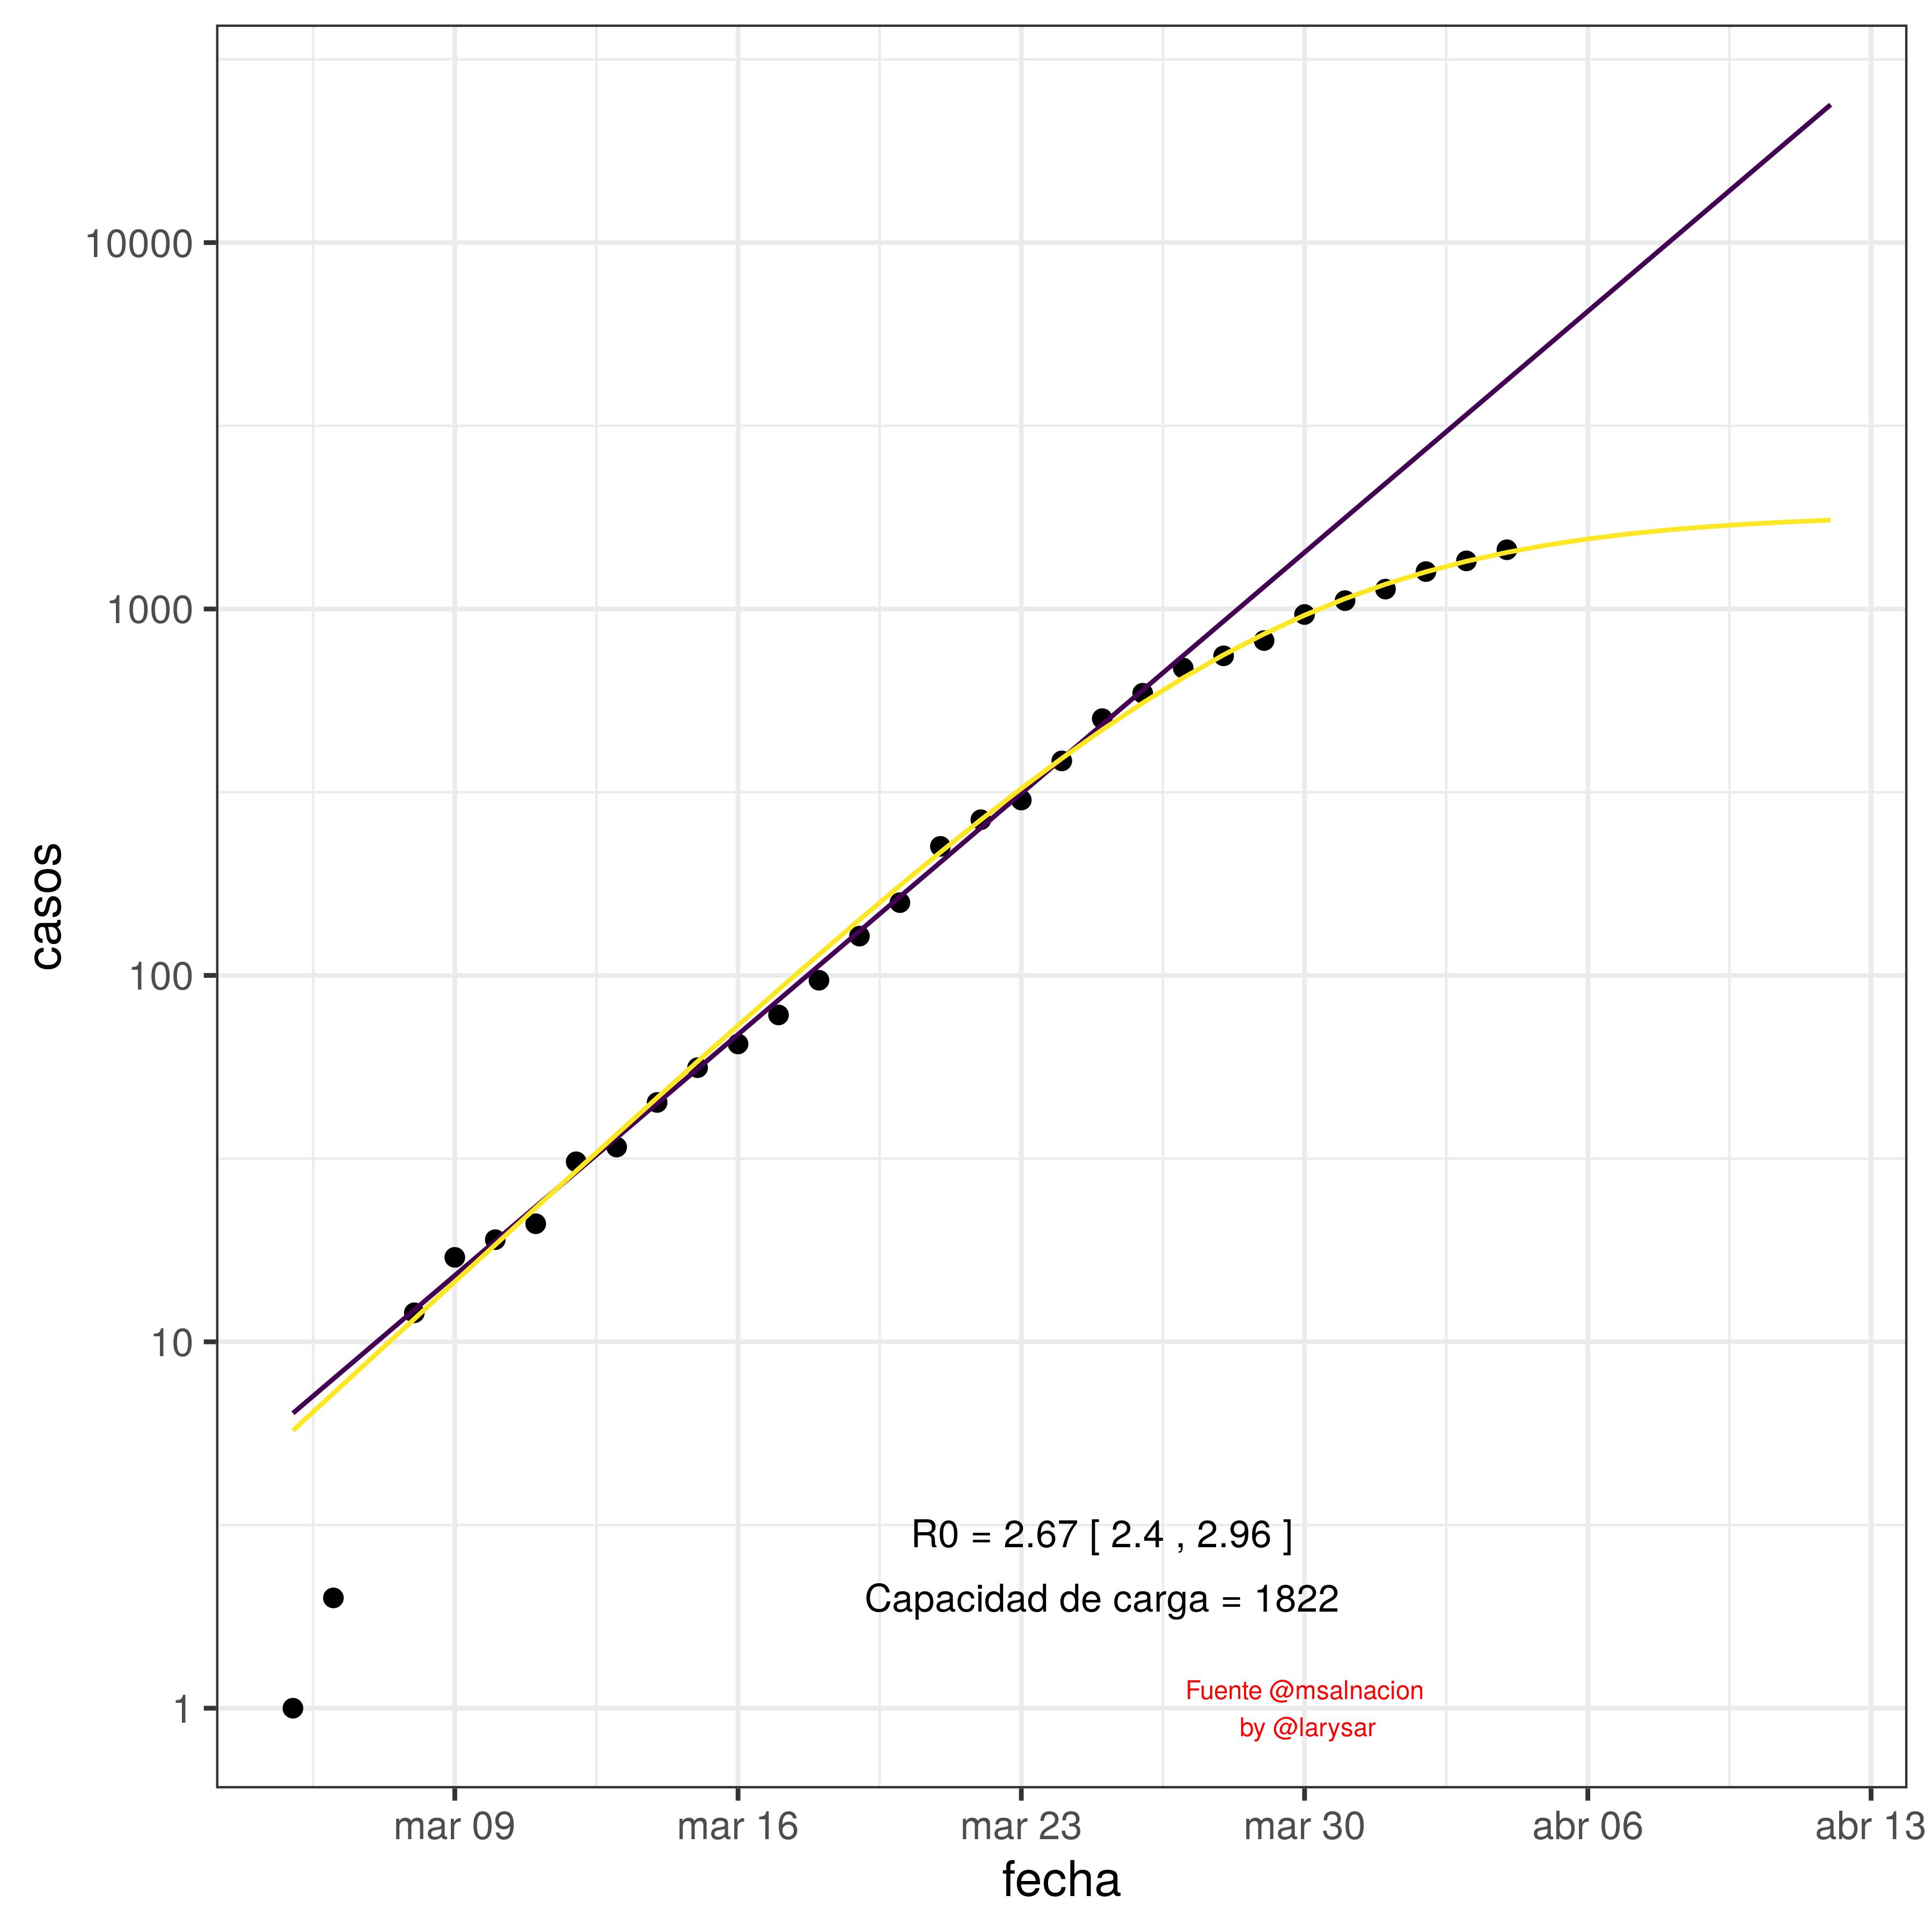 casos
10000
1000
100
10
1
R0 = 2.67 [ 2.4 , 2.96 ]
Capacidad de carga = 1822
Fuente @msalnacion
by @larysar
mar 09 mar 16 mar 23 mar 30 abr 06 abr 13
fecha